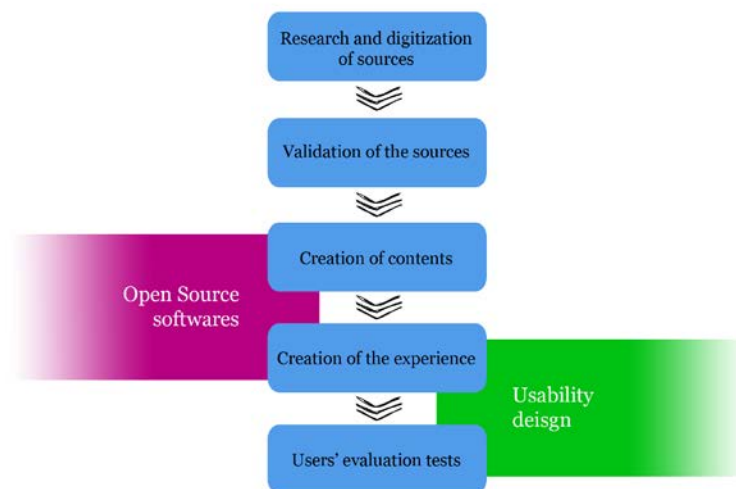 Research and digitization
of sources
Validation of the sources
Creation of contents
Open Source
softwares
Creation of the experience
Usability
deisgn
Users' evaluation tests